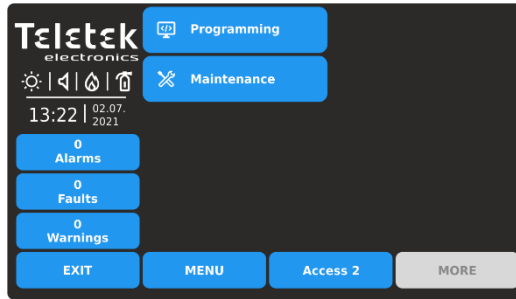 Teletek
electronics
13:22
02.07.
2021
0
Alarms
0
Faults
0
Warnings
Programming
Maintenance
EXIT
MENU
Access 2
MORE